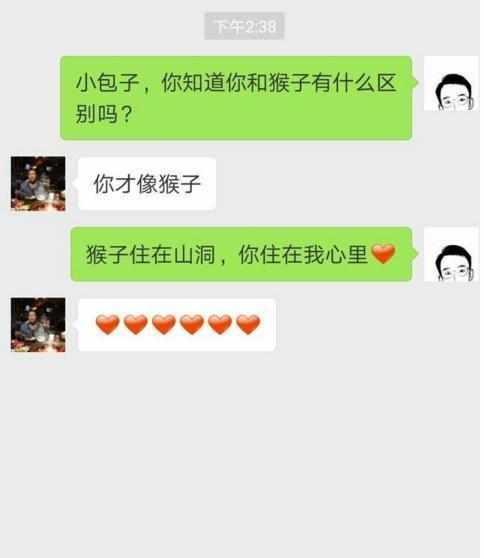 下午2:38
小包子，你知道你和猴子有什么区
别吗？
你才像猴子
猴子住在山洞，你住在我心里❤
❤❤❤❤❤❤